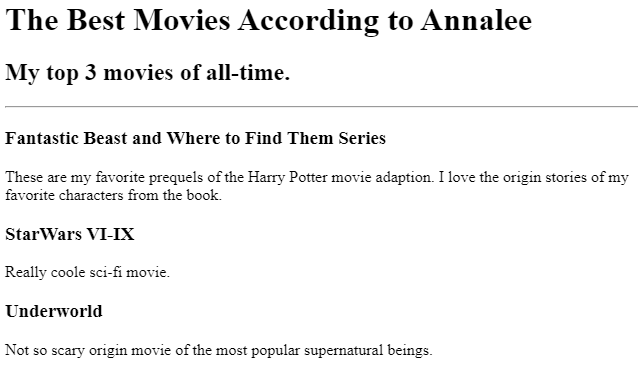 The Best Movies According to Annalee
My top 3 movies of all-time.
Fantastic Beast and Where to Find Them Series
These are my favorite prequels of the Harry Potter movie adaption. I love the origin stories of my
favorite characters from the book.
StarWars VI-IX
Really coole sci-fi movie.
Underworld
Not so scary origin movie of the most popular supernatural beings.